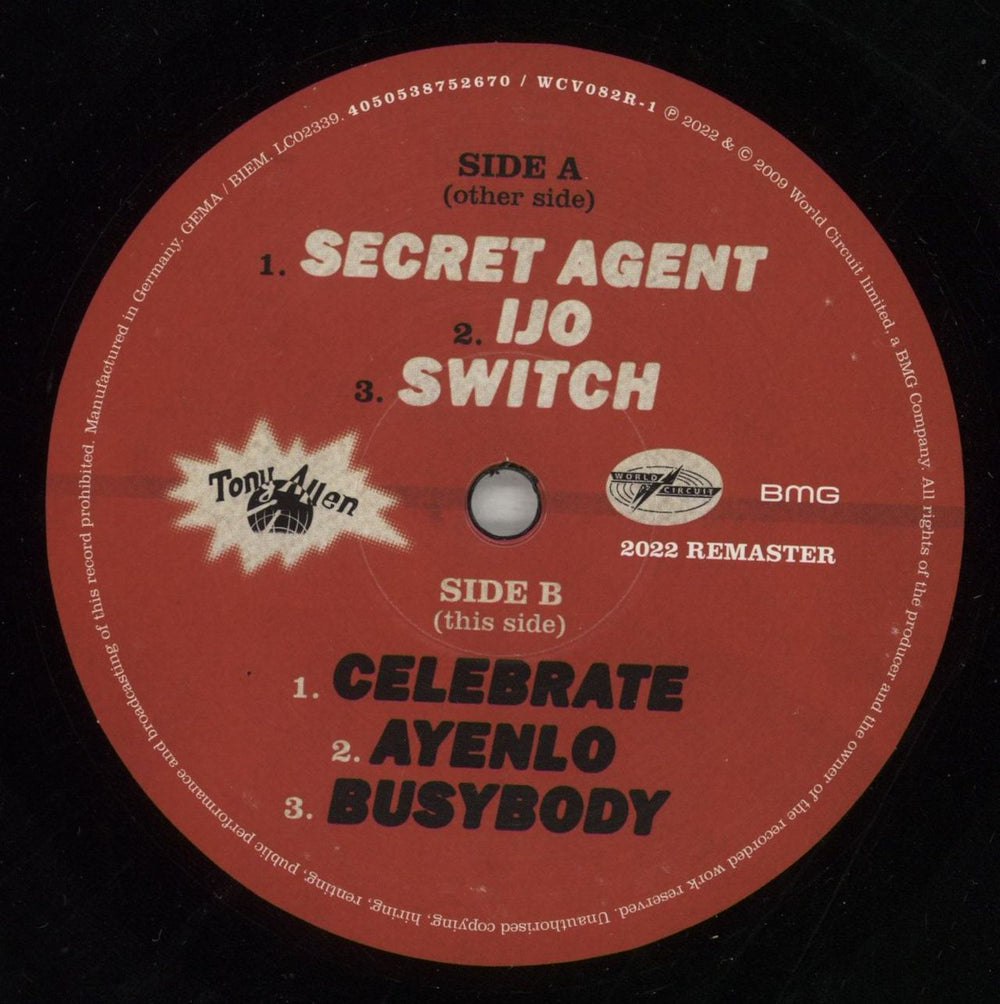 Unauthorised copying, hiring, renting, public performance and broadcasting of this record prohibited. Manufactured in Germany. GEMA / BIEM. LC02339. 4050538752670 / WCV082R-1 ℗ 2022 & © 2009 World Circuit limited, a BMG Company. All rights of the producer and the owner of the recorded work reserved.
SIDE A
(other side)
1. SECRET AGENT
2. IJO
3. SWITCH
Tony Allen
WORLD CIRCUIT
BMG
2022 REMASTER
SIDE B
(this side)
1. CELEBRATE
2. AYENLO
3. BUSYBODY